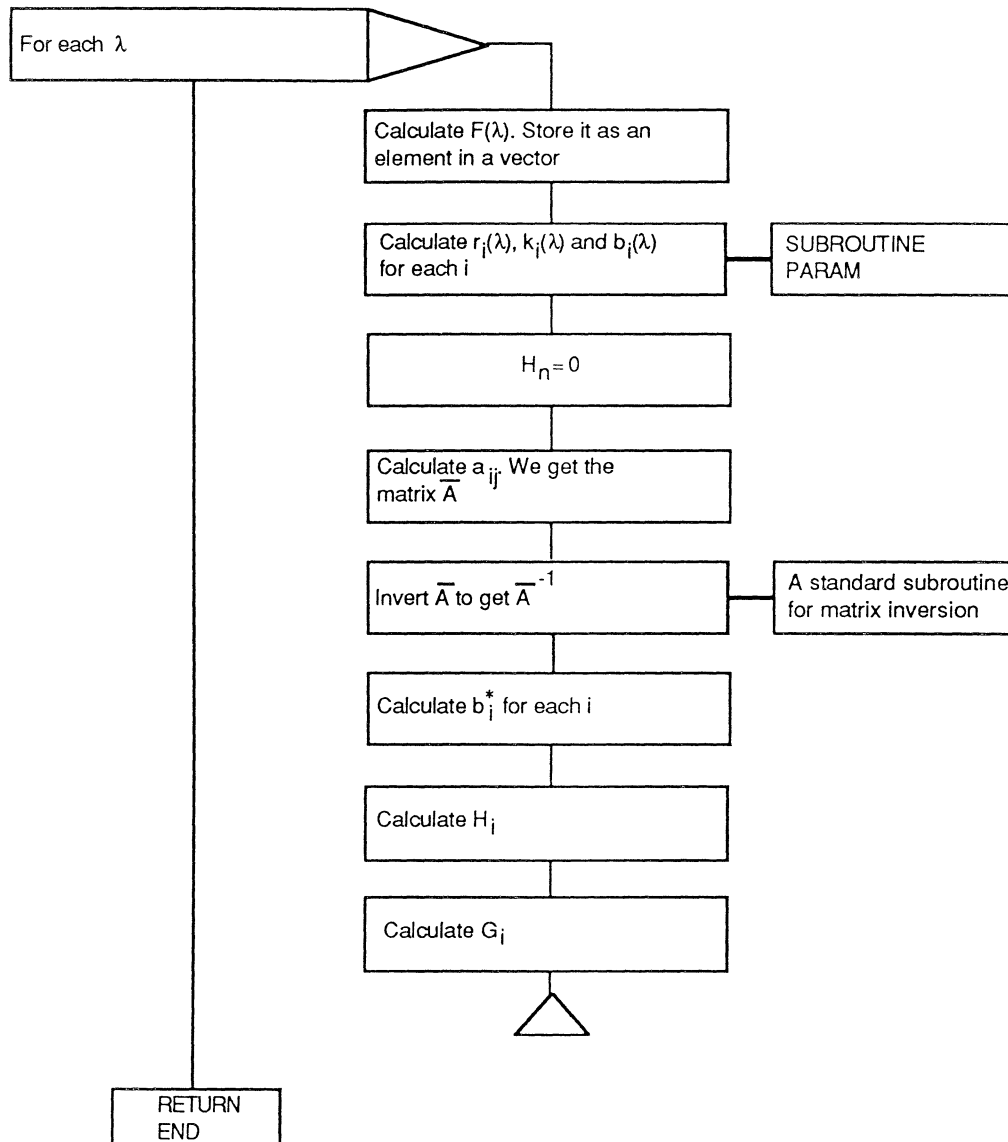 For each λ
Calculate F(λ). Store it as an
element in a vector
Calculate r_i(λ), k_i(λ) and b_i(λ)
for each i
SUBROUTINE
PARAM
H_n=0
Calculate a_ij. We get the
matrix A̅
Invert A̅ to get A̅^-1
A standard subroutine
for matrix inversion
Calculate b_i^* for each i
Calculate H_i
Calculate G_i
RETURN
END